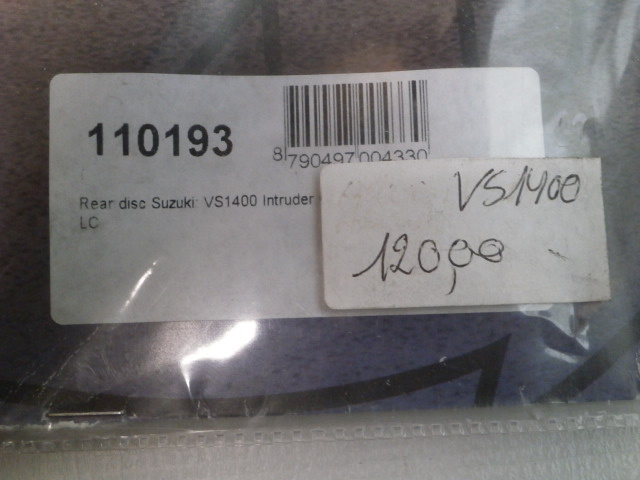 110193
8 790497 004330
Rear disc Suzuki: VS1400 Intruder
LC
VS1400
120,00